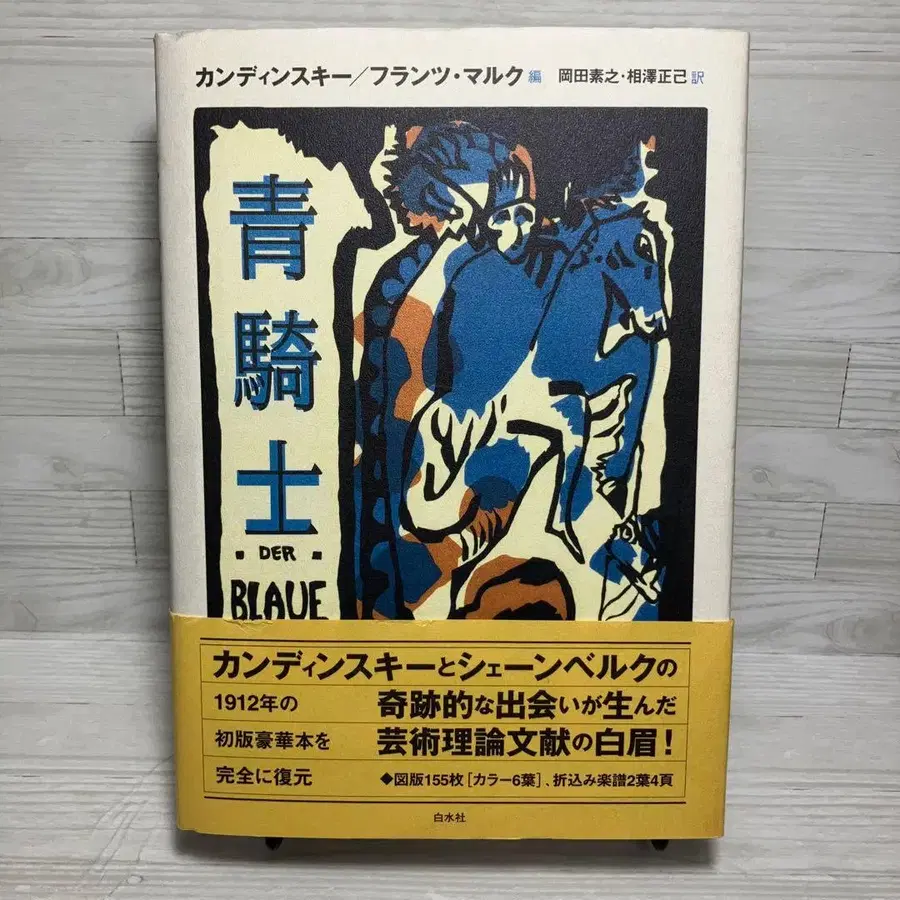 カンディンスキー/フランツ・マルク 編 岡田素之・相澤正己 訳
青騎士
DER
BLAUE
カンディンスキーとシェーンベルクの
1912年の 奇跡的な出会いが生んだ
初版豪華本を 芸術理論文献の白眉!
完全に復元 ◆図版155枚[カラー6葉]、折込み楽譜2葉4頁
白水社